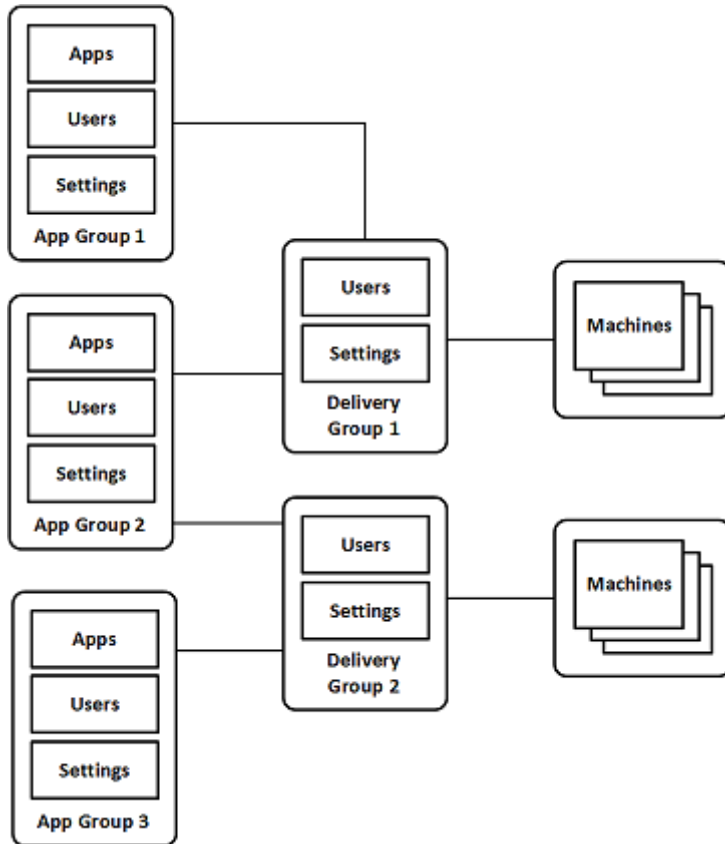 Apps
Users
Settings
App Group 1
Apps
Users
Settings
App Group 2
Apps
Users
Settings
App Group 3
Users
Settings
Delivery
Group 1
Users
Settings
Delivery
Group 2
Machines
Machines